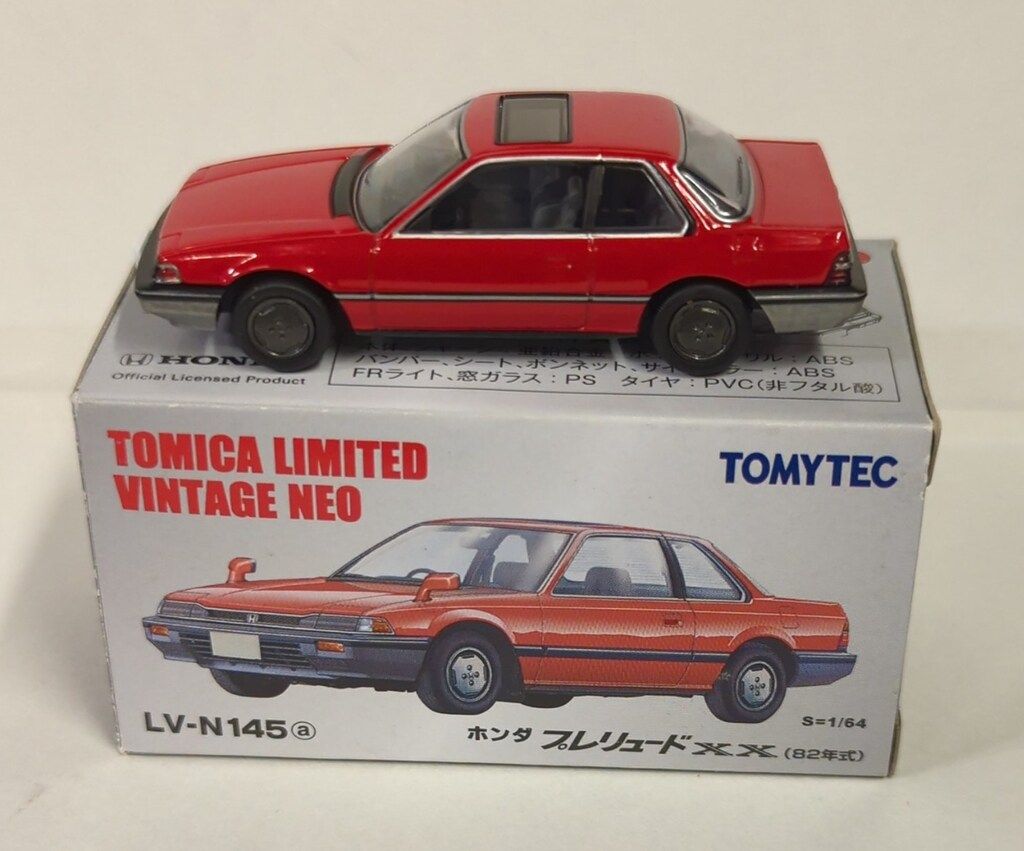 HON
Official Licensed Product
ABS
バンパー、シート、ボンネット、サイ ラー：ABS
FRライト、窓ガラス：PS タイヤ：PVC(非フタル酸)
TOMICA LIMITED
VINTAGE NEO
TOMYTEC
LV-N145ⓐ
S=1/64
ホンダ プレリュードXX (82年式)